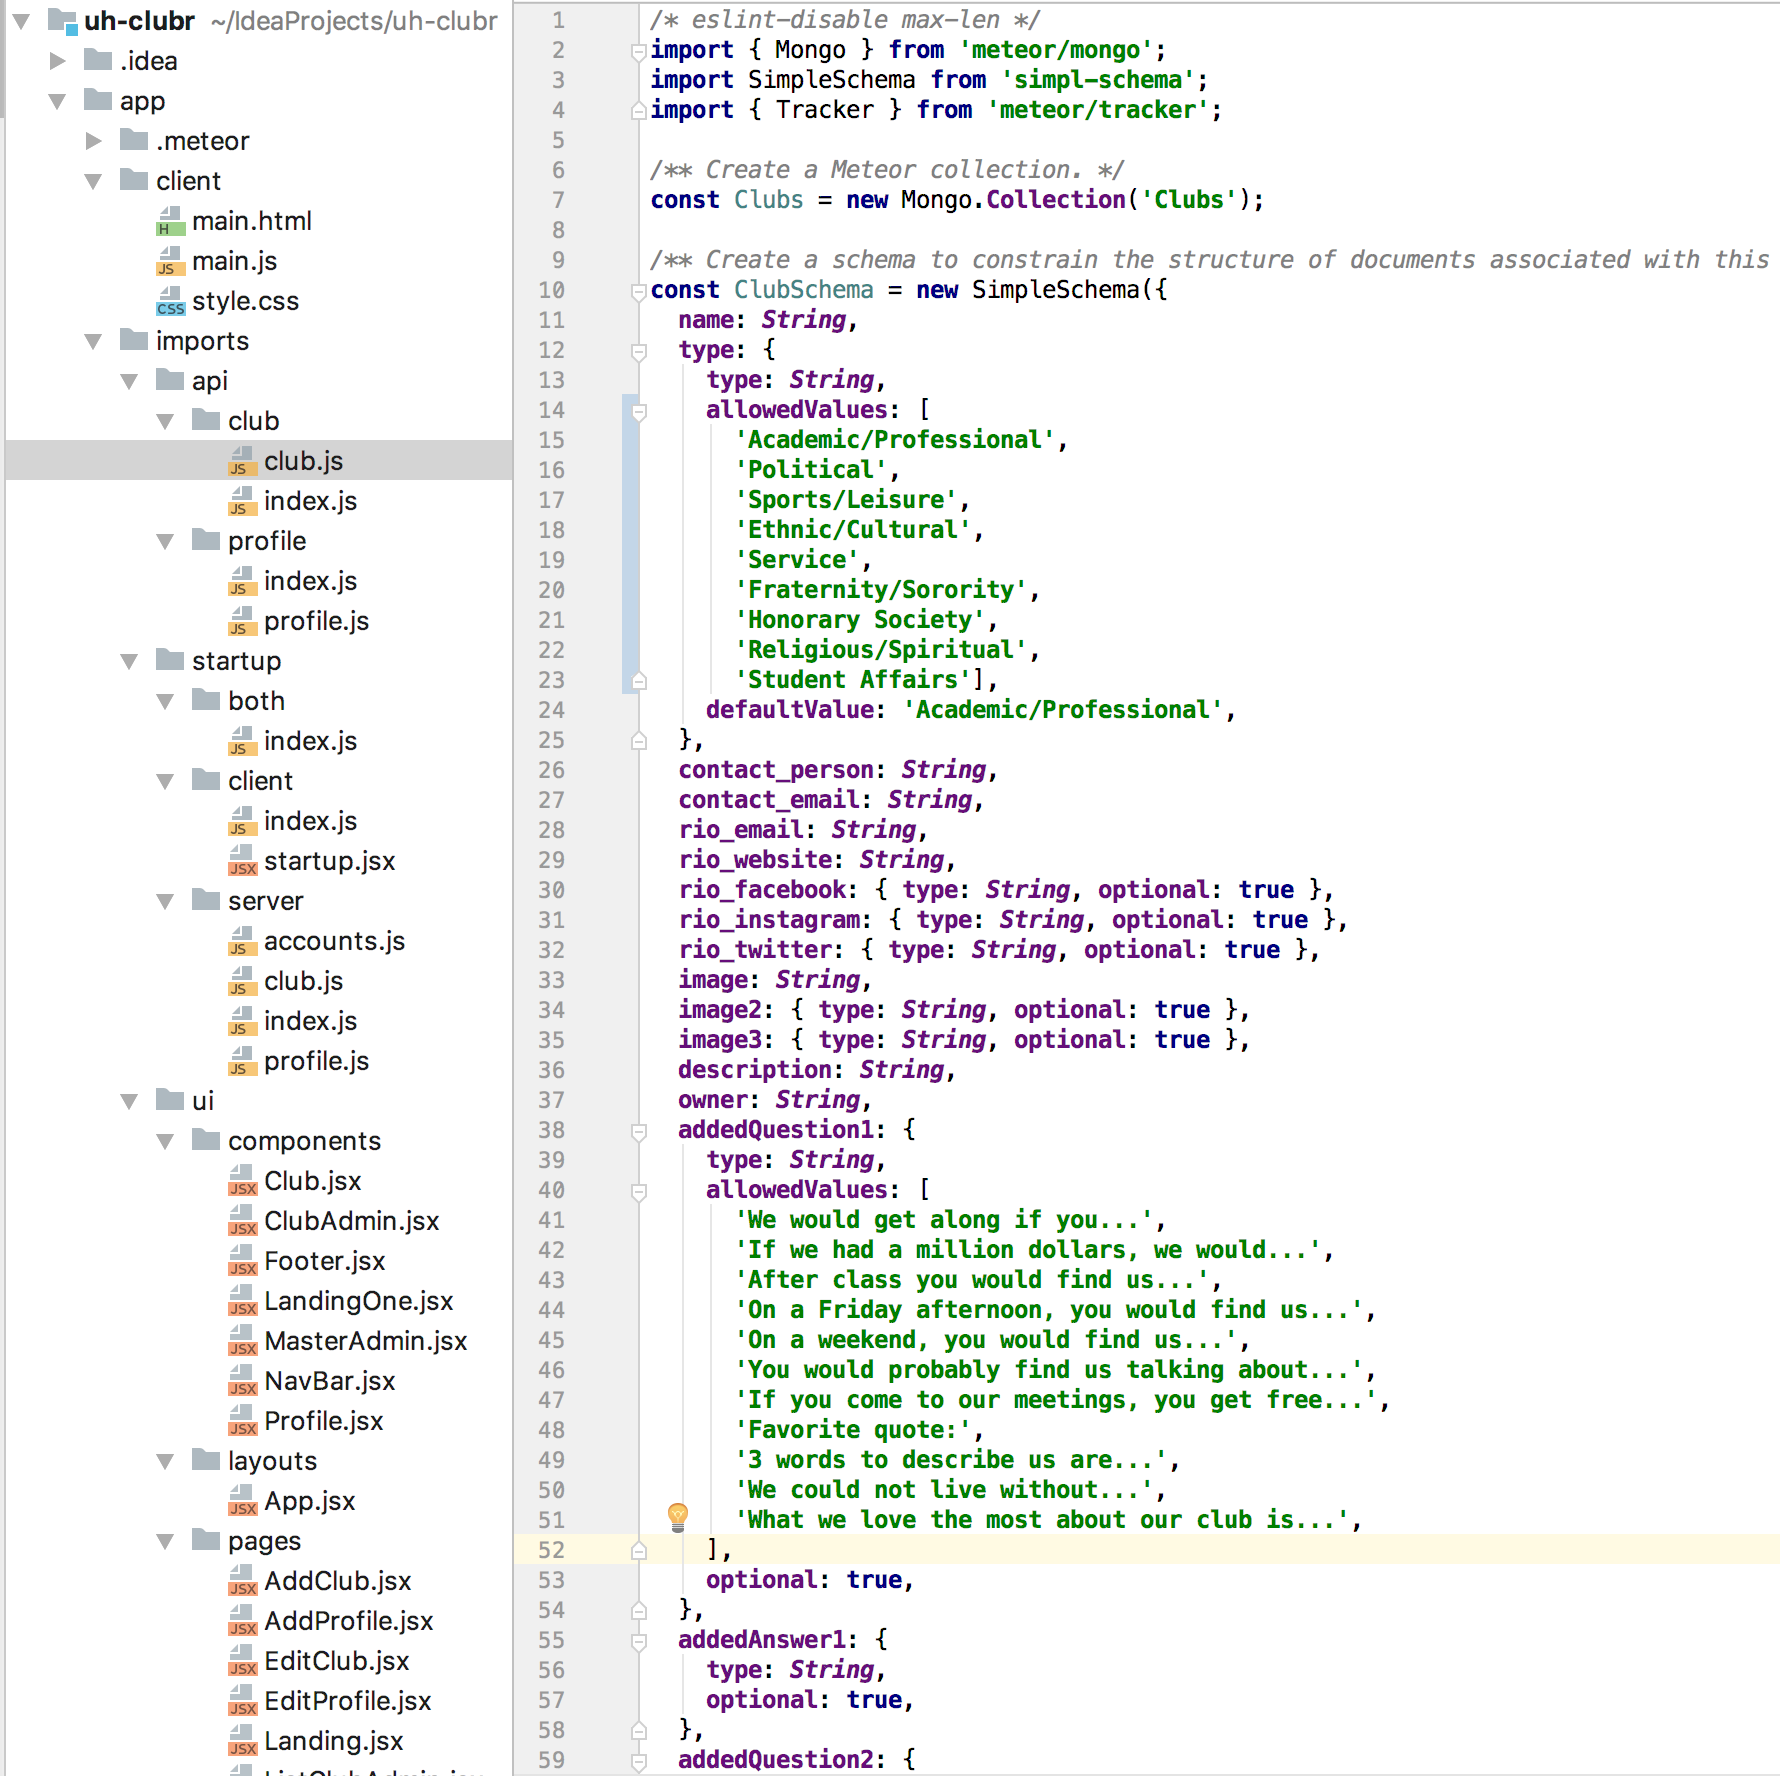 uh-clubr ~/IdeaProjects/uh-clubr
.idea
app
.meteor
client
main.html
main.js
style.css
imports
api
club
club.js
index.js
profile
index.js
profile.js
startup
both
index.js
client
index.js
startup.jsx
server
accounts.js
club.js
index.js
profile.js
ui
components
Club.jsx
ClubAdmin.jsx
Footer.jsx
LandingOne.jsx
MasterAdmin.jsx
NavBar.jsx
Profile.jsx
layouts
App.jsx
pages
AddClub.jsx
AddProfile.jsx
EditClub.jsx
EditProfile.jsx
Landing.jsx
1 /* eslint-disable max-len */
2 import { Mongo } from 'meteor/mongo';
3 import SimpleSchema from 'simpl-schema';
4 import { Tracker } from 'meteor/tracker';
5
6 /** Create a Meteor collection. */
7 const Clubs = new Mongo.Collection('Clubs');
8
9 /** Create a schema to constrain the structure of documents associated with this
10 const ClubSchema = new SimpleSchema({
11 name: String,
12 type: {
13 type: String,
14 allowedValues: [
15 'Academic/Professional',
16 'Political',
17 'Sports/Leisure',
18 'Ethnic/Cultural',
19 'Service',
20 'Fraternity/Sorority',
21 'Honorary Society',
22 'Religious/Spiritual',
23 'Student Affairs'],
24 defaultValue: 'Academic/Professional',
25 },
26 contact_person: String,
27 contact_email: String,
28 rio_email: String,
29 rio_website: String,
30 rio_facebook: { type: String, optional: true },
31 rio_instagram: { type: String, optional: true },
32 rio_twitter: { type: String, optional: true },
33 image: String,
34 image2: { type: String, optional: true },
35 image3: { type: String, optional: true },
36 description: String,
37 owner: String,
38 addedQuestion1: {
39 type: String,
40 allowedValues: [
41 'We would get along if you...',
42 'If we had a million dollars, we would...',
43 'After class you would find us...',
44 'On a Friday afternoon, you would find us...',
45 'On a weekend, you would find us...',
46 'You would probably find us talking about...',
47 'If you come to our meetings, you get free...',
48 'Favorite quote:',
49 '3 words to describe us are...',
50 'We could not live without...',
51 'What we love the most about our club is...',
52 ],
53 optional: true,
54 },
55 addedAnswer1: {
56 type: String,
57 optional: true,
58 },
59 addedQuestion2: {